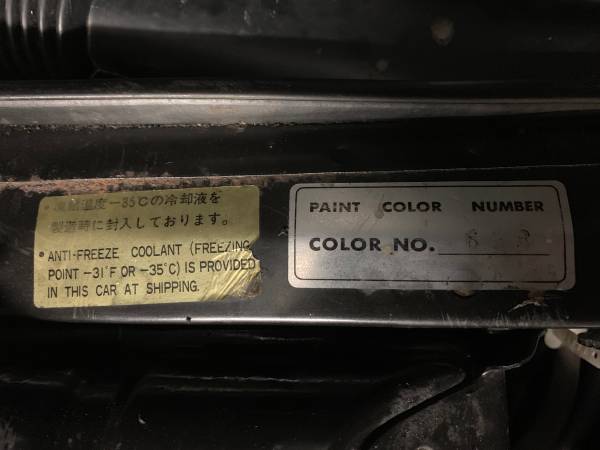 温度−35℃の冷却液を
製造時に封入しております。
• ANTI-FREEZE COOLANT (FREEZING
POINT −31°F OR −35°C) IS PROVIDED
IN THIS CAR AT SHIPPING.
PAINT COLOR NUMBER
COLOR NO.